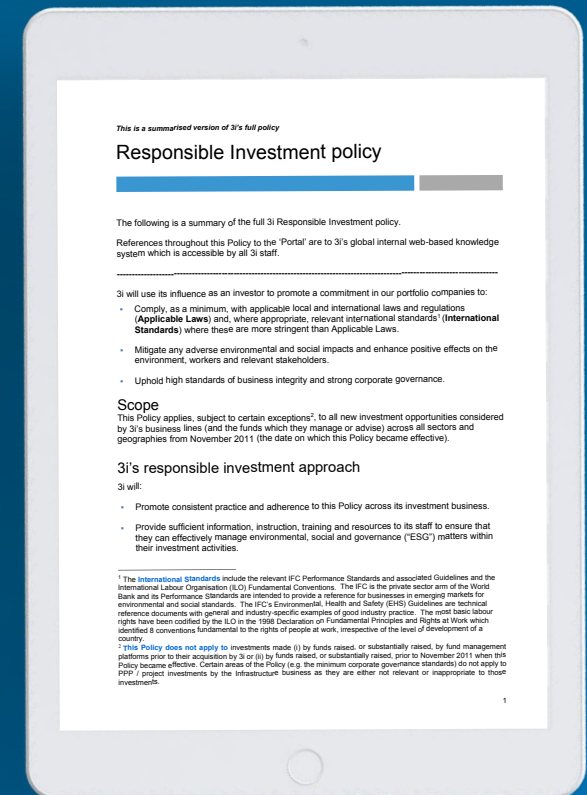 This is a summarised version of 3i's full policy
Responsible Investment policy
The following is a summary of the full 3i Responsible Investment policy.
References throughout this Policy to the 'Portal' are to 3i's global internal web-based knowledge
system which is accessible by all 3i staff.
3i will use its influence as an investor to promote a commitment in our portfolio companies to:
• Comply, as a minimum, with applicable local and international laws and regulations
(Applicable Laws) and, where appropriate, relevant international standards¹ (International
Standards) where these are more stringent than Applicable Laws.
• Mitigate any adverse environmental and social impacts and enhance positive effects on the
environment, workers and relevant stakeholders.
• Uphold high standards of business integrity and strong corporate governance.
Scope
This Policy applies, subject to certain exceptions², to all new investment opportunities considered
by 3i's business lines (and the funds which they manage or advise) across all sectors and
geographies from November 2011 (the date on which this Policy became effective).
3i's responsible investment approach
3i will:
• Promote consistent practice and adherence to this Policy across its investment business.
• Provide sufficient information, instruction, training and resources to its staff to ensure that
they can effectively manage environmental, social and governance ("ESG") matters within
their investment activities.
¹ The International Standards include the relevant IFC Performance Standards and associated Guidelines and the
International Labour Organisation (ILO) Fundamental Conventions. The IFC is the private sector arm of the World
Bank and its Performance Standards are intended to provide a reference for businesses in emerging markets for
environmental and social standards. The IFC's Environmental, Health and Safety (EHS) Guidelines are technical
reference documents with general and industry-specific examples of good industry practice. The most basic labour
rights have been codified by the ILO in the 1998 Declaration on Fundamental Principles and Rights at Work which
identified 8 conventions fundamental to the rights of people at work, irrespective of the level of development of a
country.
² This Policy does not apply to investments made (i) by funds raised, or substantially raised, by fund management
platforms prior to their acquisition by 3i or (ii) by funds raised, or substantially raised, prior to November 2011 when this
Policy became effective. Certain areas of the Policy (e.g. the minimum corporate governance standards) do not apply to
PPP / project investments by the Infrastructure business as they are either not relevant or inappropriate to those
investments.
1